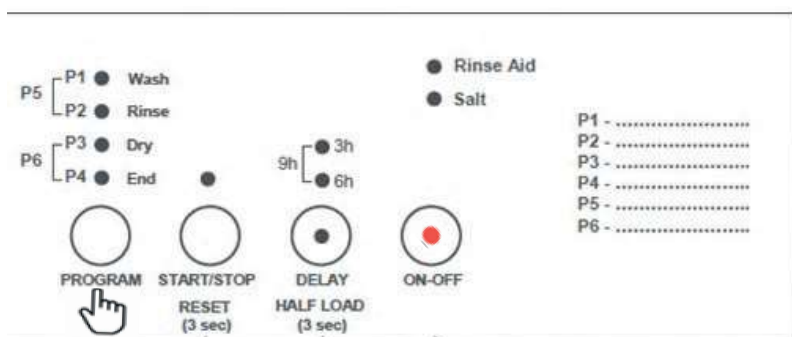 Rinse Aid
P1 Wash
P5
Salt
P2 Rinse
P1 - ........................
P2 - ........................
P3 Dry
3h
P6
9h
P3 - ........................
P4 End
6h
P4 - ........................
P5 - ........................
P6 - ........................
PROGRAM START/STOP DELAY ON-OFF
RESET HALF LOAD
(3 sec) (3 sec)